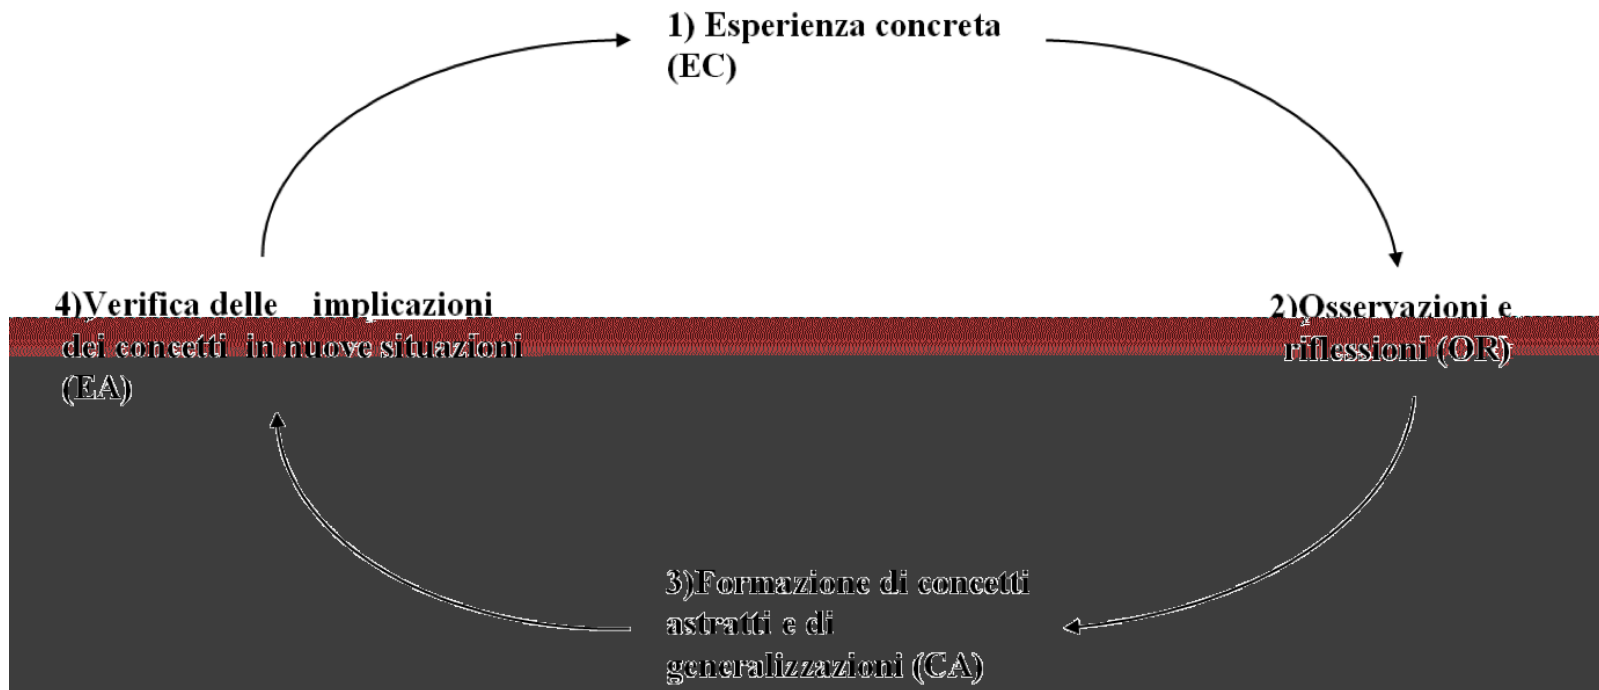 1) Esperienza concreta
(EC)
2)Osservazioni e
riflessioni (OR)
3)Formazione di concetti
astratti e di
generalizzazioni (CA)
4)Verifica delle implicazioni
dei concetti in nuove situazioni
(EA)